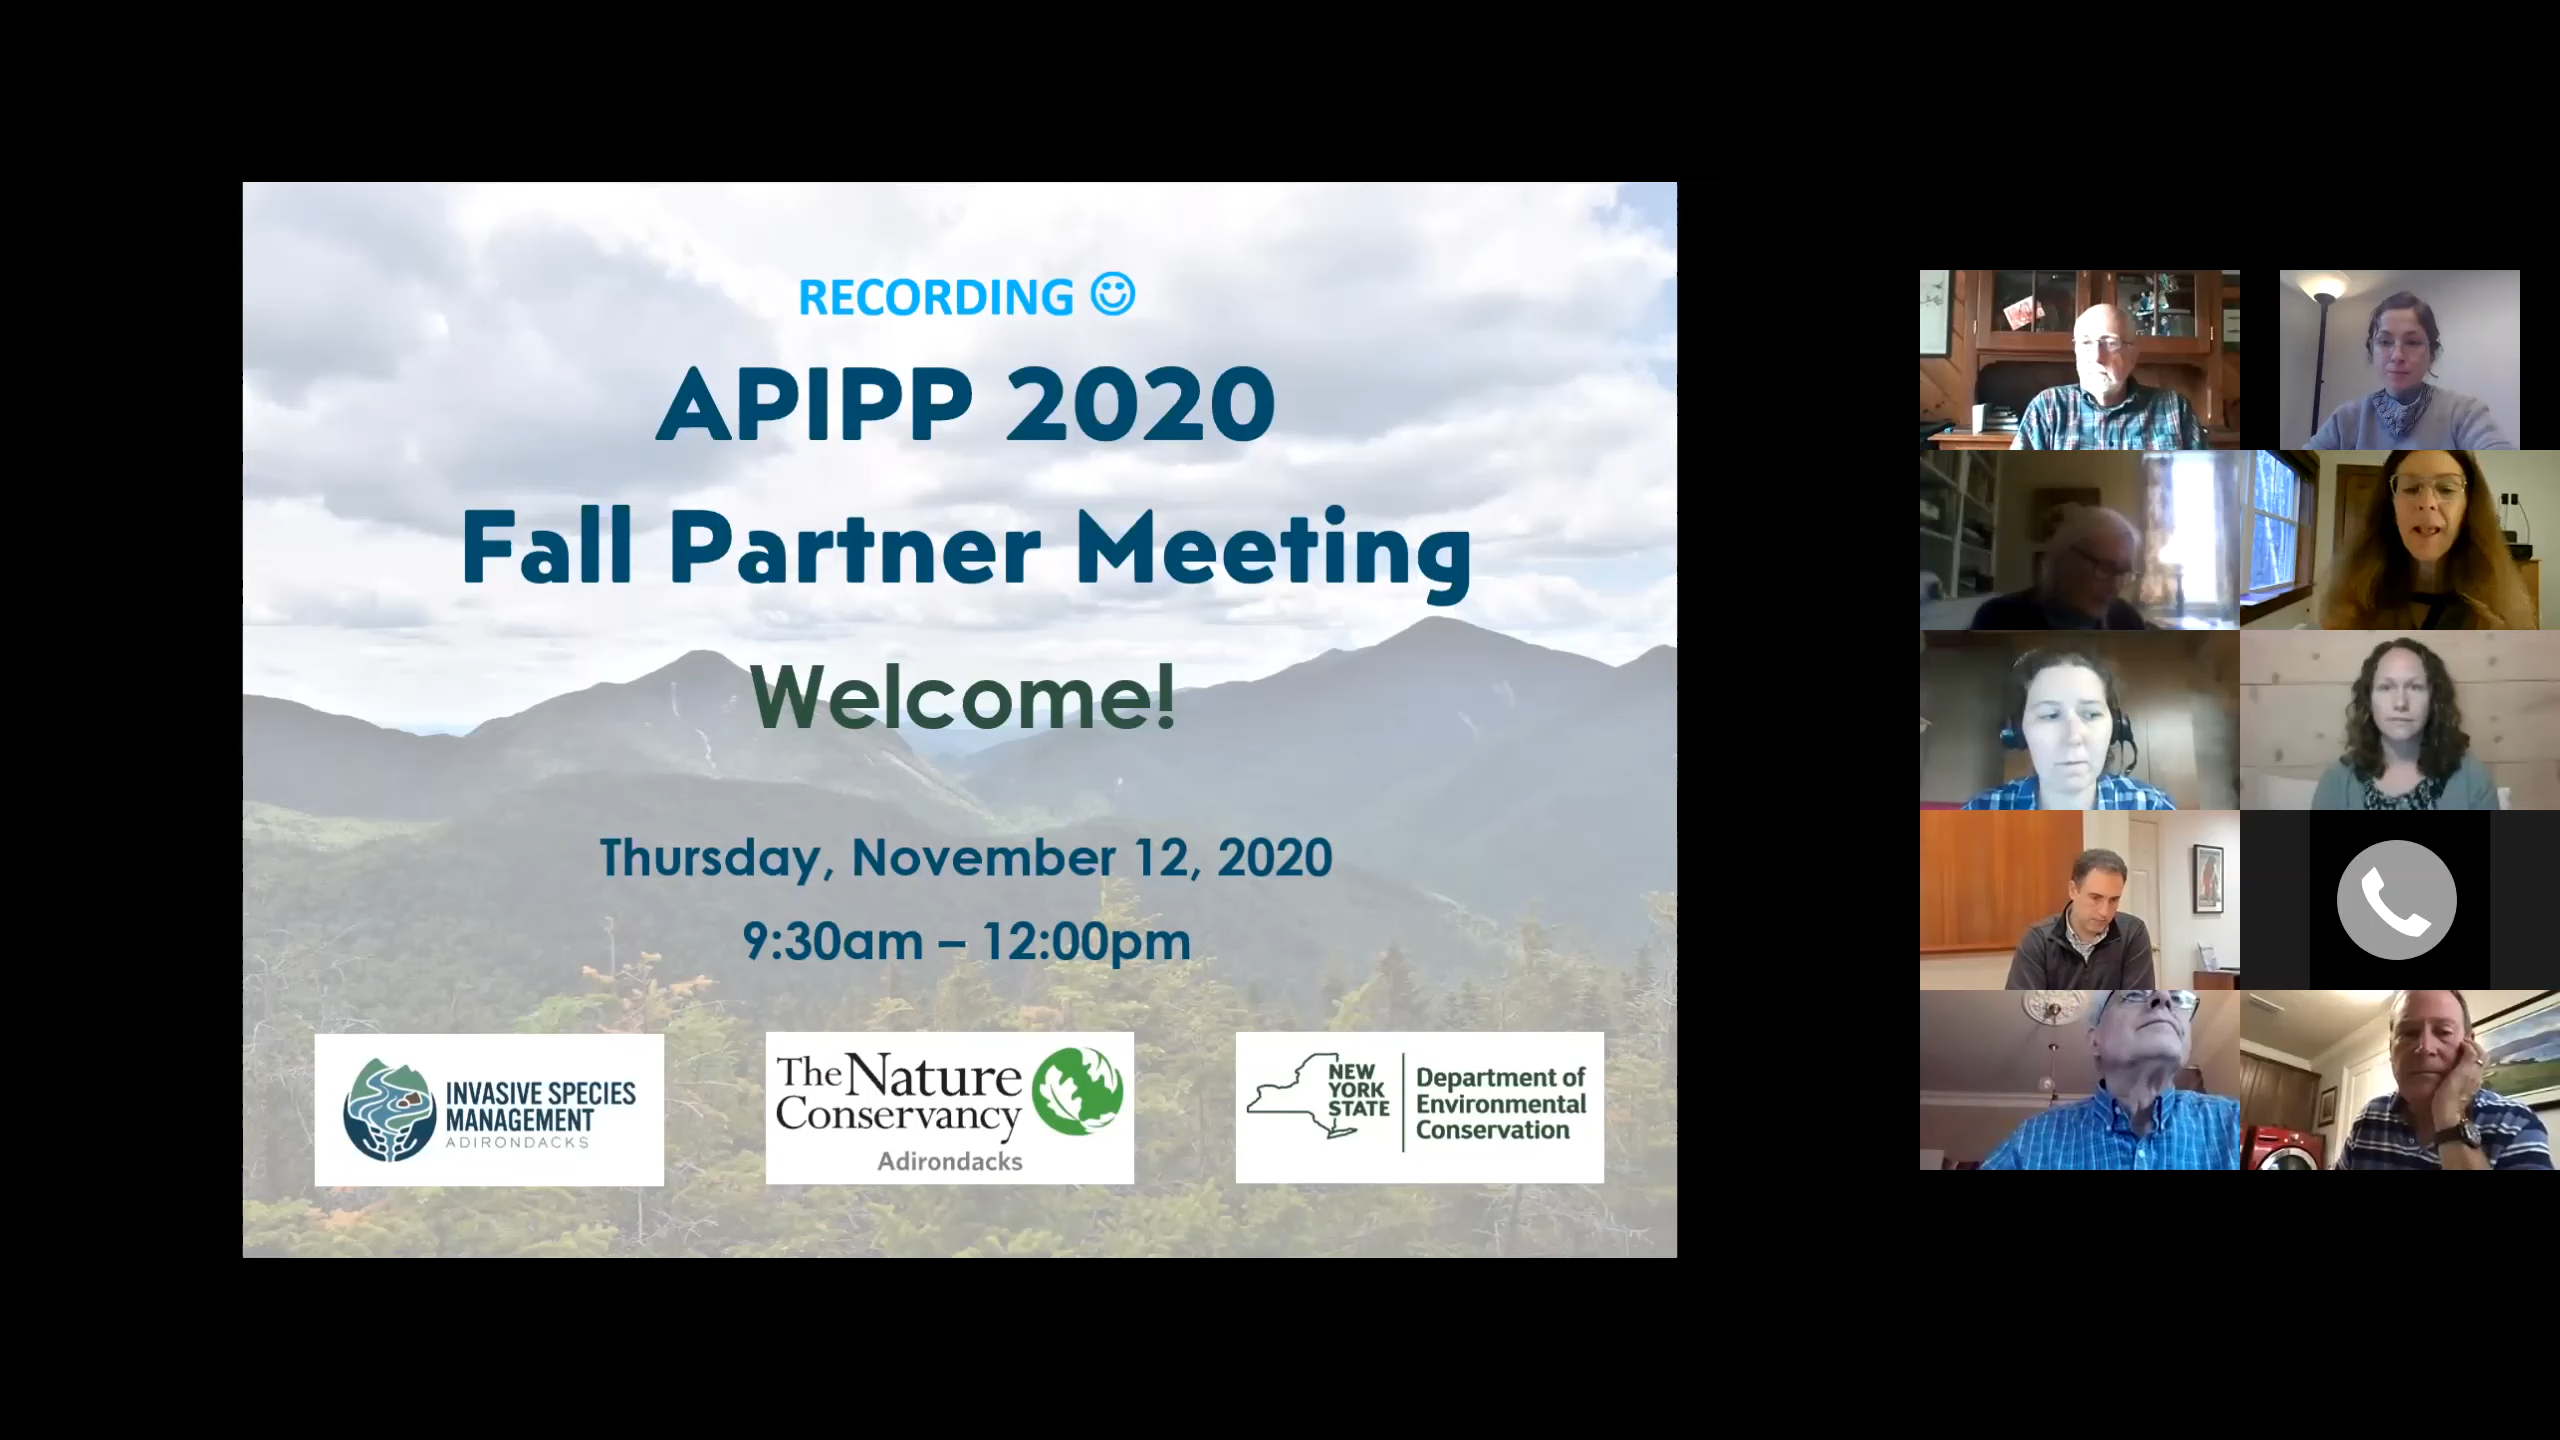 RECORDING ☺
APIPP 2020
Fall Partner Meeting
Welcome!
Thursday, November 12, 2020
9:30am – 12:00pm
INVASIVE SPECIES
MANAGEMENT
ADIRONDACKS
The Nature
Conservancy
Adirondacks
NEW
YORK
STATE
Department of
Environmental
Conservation